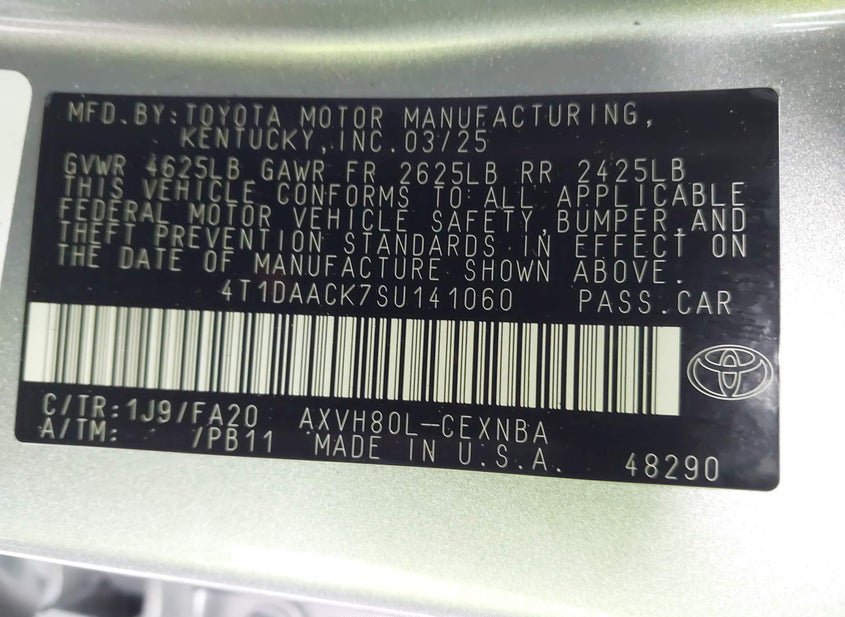 MFD.BY:TOYOTA MOTOR MANUFACTURING,
KENTUCKY,INC.03/25
GVWR 4625LB GAWR FR 2625LB RR 2425LB
THIS VEHICLE CONFORMS TO ALL APPLICABLE
FEDERAL MOTOR VEHICLE SAFETY,BUMPER,AND
THEFT PREVENTION STANDARDS IN EFFECT ON
THE DATE OF MANUFACTURE SHOWN ABOVE.
4T1DAACK7SU141060 PASS.CAR
C/TR:1J9/FA20 AXVH80L-CEXNBA
A/TM: /PB11 MADE IN U.S.A. 48290